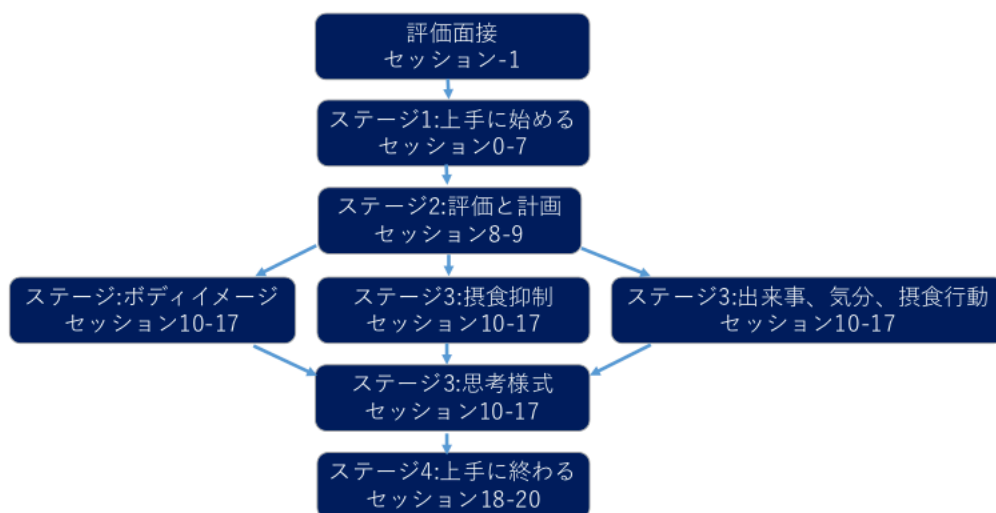 評価面接
セッション-1
ステージ1:上手に始める
セッション0-7
ステージ2:評価と計画
セッション8-9
ステージ:ボディイメージ
セッション10-17
ステージ3:摂食抑制
セッション10-17
ステージ3:出来事、気分、摂食行動
セッション10-17
ステージ3:思考様式
セッション10-17
ステージ4:上手に終わる
セッション18-20